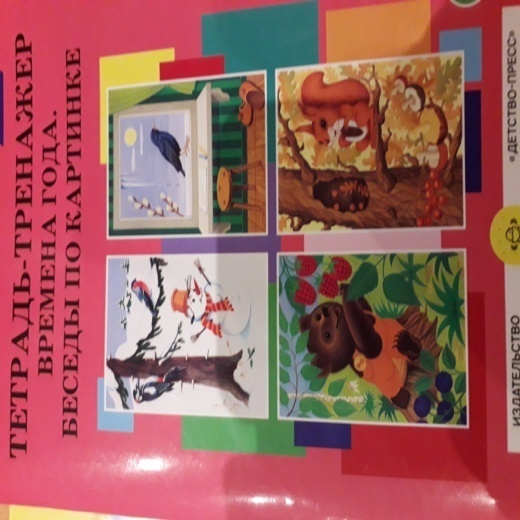 ТЕТРАДЬ-ТРЕНАЖЕР
ВРЕМЕНА ГОДА.
БЕСЕДЫ ПО КАРТИНКЕ
ИЗДАТЕЛЬСТВО
«ДЕТСТВО-ПРЕСС»